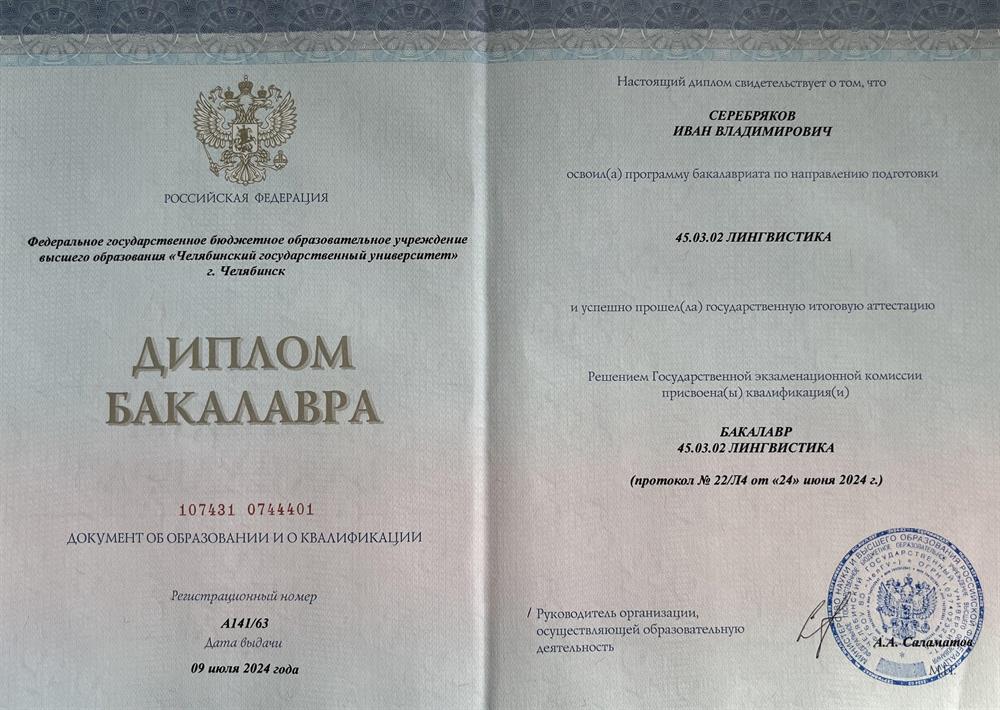 РОССИЙСКАЯ ФЕДЕРАЦИЯ
Федеральное государственное бюджетное образовательное учреждение
высшего образования «Челябинский государственный университет»
г. Челябинск
ДИПЛОМ
БАКАЛАВРА
107431 0744401
ДОКУМЕНТ ОБ ОБРАЗОВАНИИ И О КВАЛИФИКАЦИИ
Регистрационный номер
А141/63
Дата выдачи
09 июля 2024 года
Настоящий диплом свидетельствует о том, что
СЕРЕБРЯКОВ
ИВАН ВЛАДИМИРОВИЧ
освоил(а) программу бакалавриата по направлению подготовки
45.03.02 ЛИНГВИСТИКА
и успешно прошел(ла) государственную итоговую аттестацию
Решением Государственной экзаменационной комиссии
присвоена(ы) квалификация(и)
БАКАЛАВР
45.03.02 ЛИНГВИСТИКА
(протокол № 22/Л4 от «24» июня 2024 г.)
/ Руководитель организации,
осуществляющей образовательную
деятельность
А.А. Саламатов